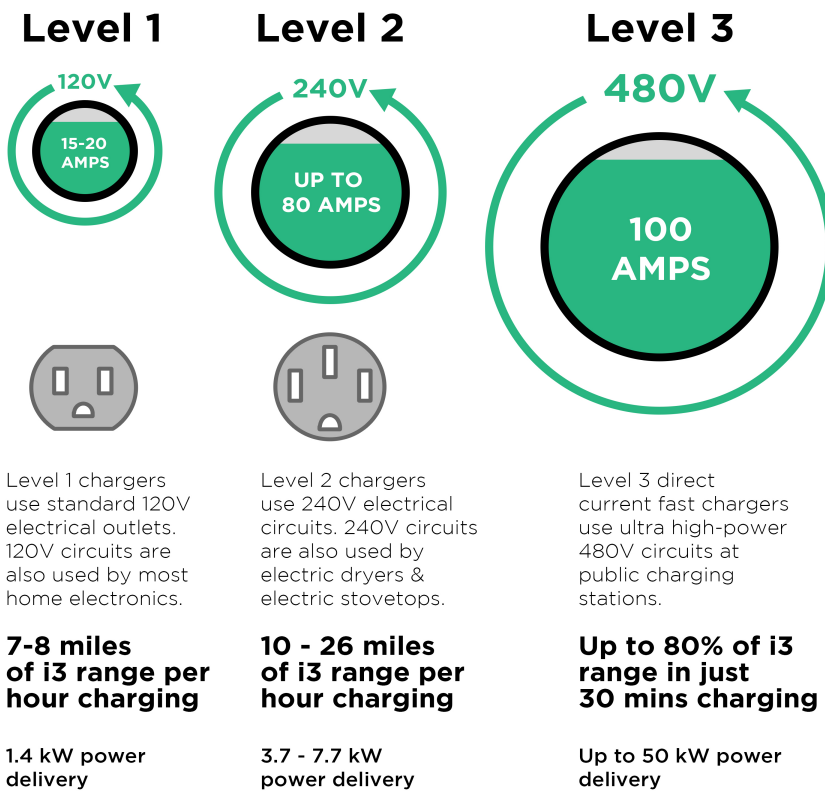 Level 1
120V
15-20
AMPS
Level 1 chargers
use standard 120V
electrical outlets.
120V circuits are
also used by most
home electronics.
7-8 miles
of i3 range per
hour charging
1.4 kW power
delivery
Level 2
240V
UP TO
80 AMPS
Level 2 chargers
use 240V electrical
circuits. 240V circuits
are also used by
electric dryers &
electric stovetops.
10 - 26 miles
of i3 range per
hour charging
3.7 - 7.7 kW
power delivery
Level 3
480V
100
AMPS
Level 3 direct
current fast chargers
use ultra high-power
480V circuits at
public charging
stations.
Up to 80% of i3
range in just
30 mins charging
Up to 50 kW power
delivery